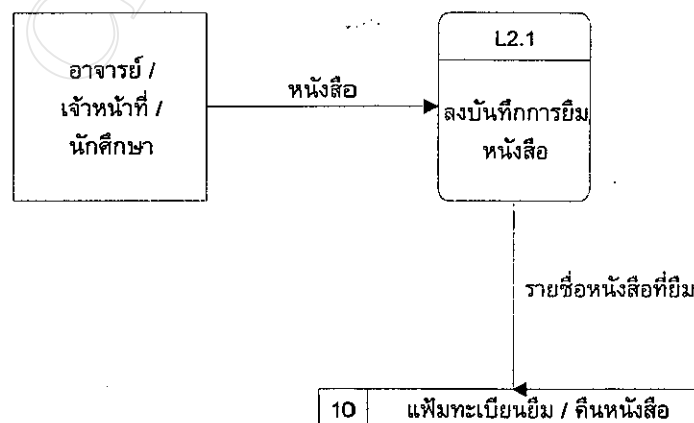 อาจารย์ /
เจ้าหน้าที่ /
นักศึกษา
หนังสือ
L2.1
ลงบันทึกการยืม
หนังสือ
รายชื่อหนังสือที่ยืม
10 แฟ้มทะเบียนยืม / คืนหนังสือ